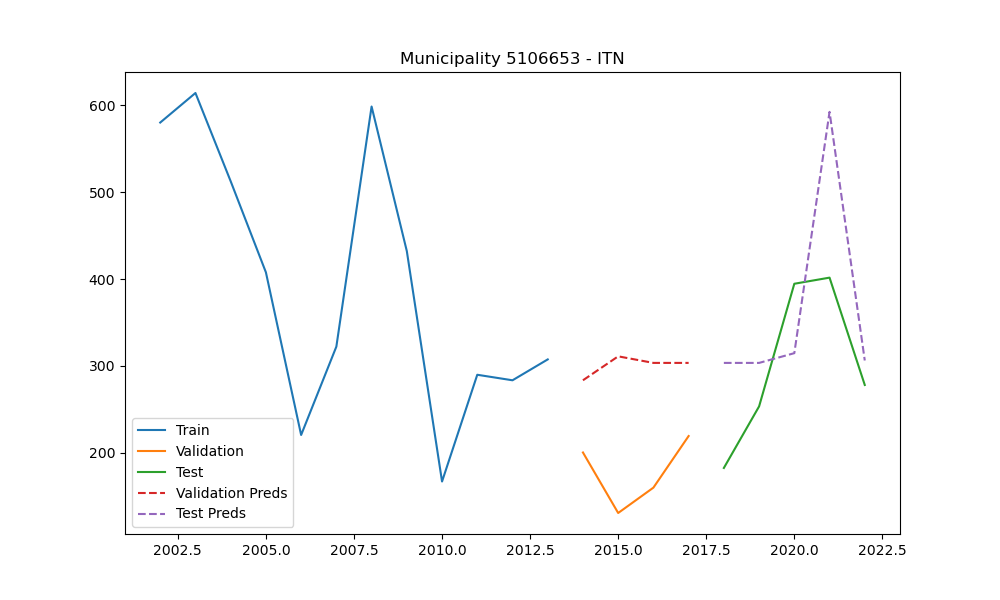 Municipality 5106653 - ITN
600
500
400
300
200
Train
Validation
Test
Validation Preds
Test Preds
2002.5 2005.0 2007.5 2010.0 2012.5 2015.0 2017.5 2020.0 2022.5